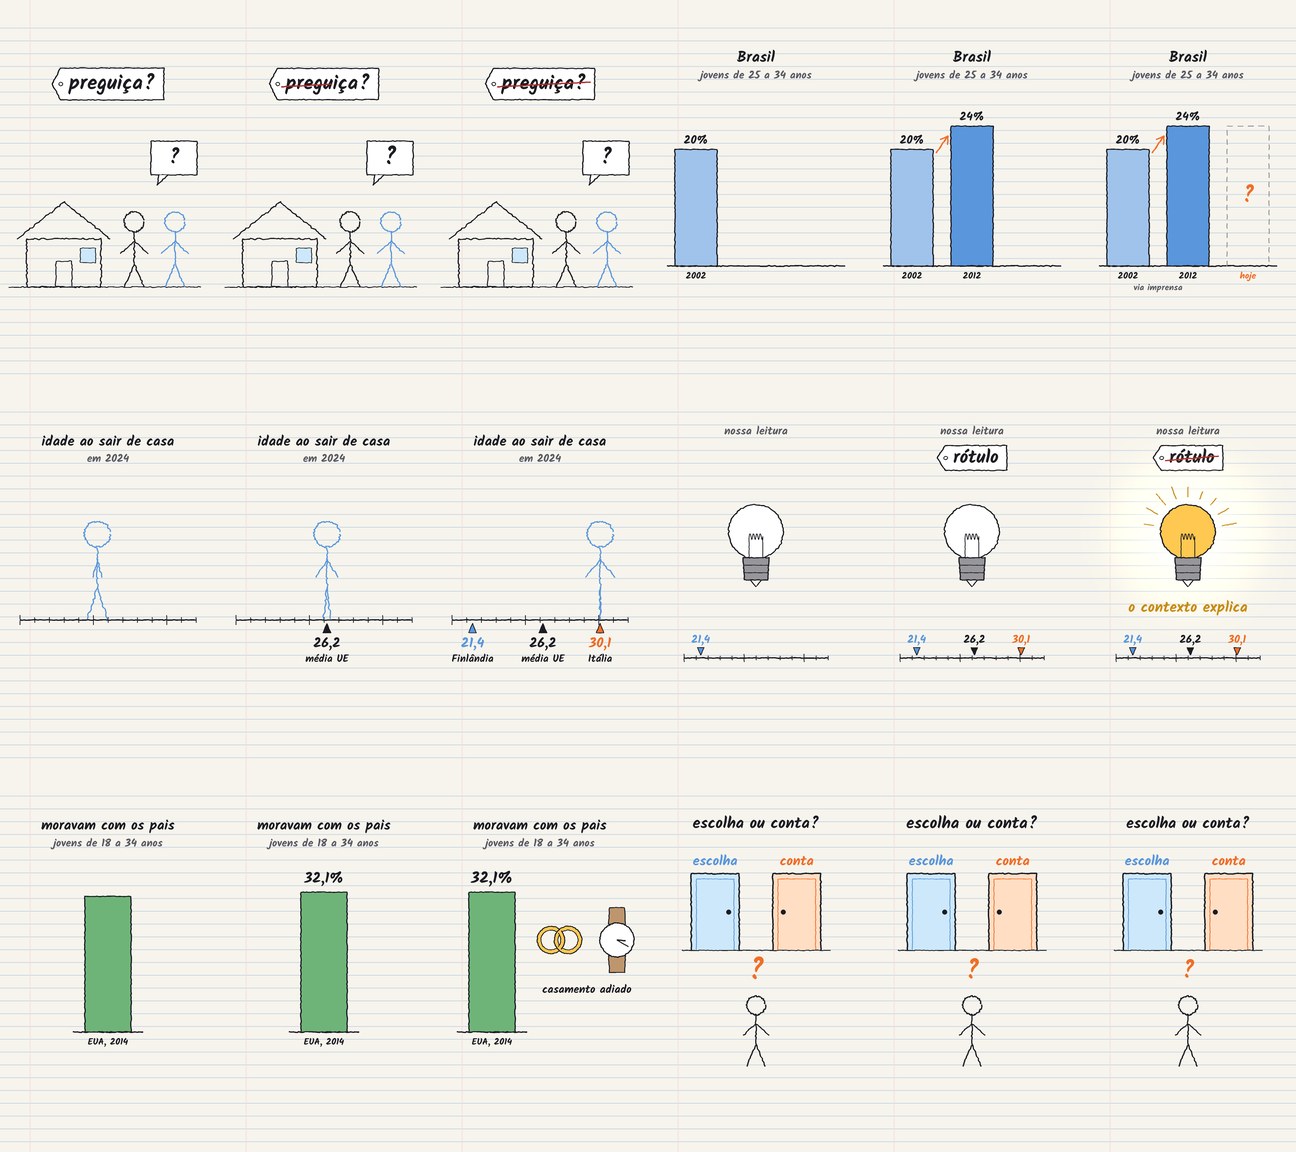 preguiça?
?
preguiça?
?
preguiça?
?
Brasil
jovens de 25 a 34 anos
20%
2002
Brasil
jovens de 25 a 34 anos
20%
24%
2002
2012
Brasil
jovens de 25 a 34 anos
20%
24%
?
2002
2012
hoje
via imprensa
idade ao sair de casa
em 2024
idade ao sair de casa
em 2024
26,2
média UE
idade ao sair de casa
em 2024
21,4
26,2
30,1
Finlândia
média UE
Itália
nossa leitura
21,4
nossa leitura
rótulo
21,4
26,2
30,1
nossa leitura
rótulo
o contexto explica
21,4
26,2
30,1
moravam com os pais
jovens de 18 a 34 anos
EUA, 2014
moravam com os pais
jovens de 18 a 34 anos
32,1%
EUA, 2014
moravam com os pais
jovens de 18 a 34 anos
32,1%
casamento adiado
EUA, 2014
escolha ou conta?
escolha
conta
?
escolha ou conta?
escolha
conta
?
escolha ou conta?
escolha
conta
?